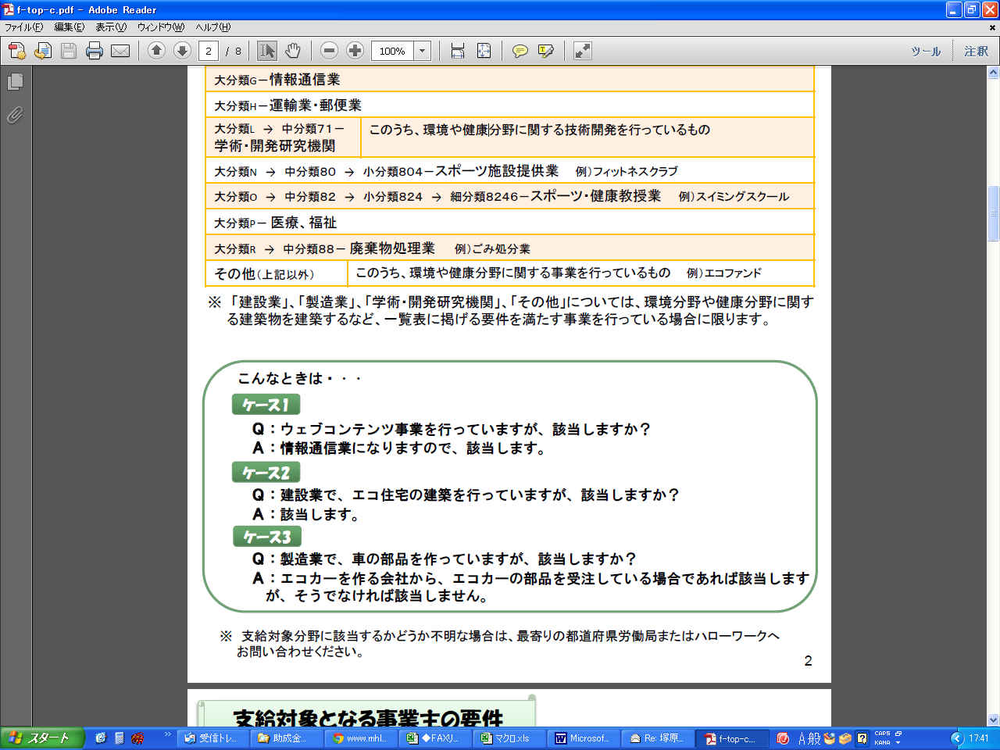 f-top-c.pdf - Adobe Reader
ファイル(F) 編集(E) 表示(V) ウィンドウ(W) ヘルプ(H)
2 / 8 100% ツール 注釈
大分類G－情報通信業
大分類H－運輸業・郵便業
大分類L → 中分類71－ このうち、環境や健康分野に関する技術開発を行っているもの
学術・開発研究機関
大分類N → 中分類80 → 小分類804－スポーツ施設提供業 例)フィットネスクラブ
大分類O → 中分類82 → 小分類824 → 細分類8246－スポーツ・健康教授業 例)スイミングスクール
大分類P－ 医療、福祉
大分類R → 中分類88－ 廃棄物処理業 例)ごみ処分業
その他(上記以外) このうち、環境や健康分野に関する事業を行っているもの 例)エコファンド
※ 「建設業」、「製造業」、「学術・開発研究機関」、「その他」については、環境分野や健康分野に関す
る建築物を建築するなど、一覧表に掲げる要件を満たす事業を行っている場合に限ります。
こんなときは・・・
ケース1
Q：ウェブコンテンツ事業を行っていますが、該当しますか？
A：情報通信業になりますので、該当します。
ケース2
Q：建設業で、エコ住宅の建築を行っていますが、該当しますか？
A：該当します。
ケース3
Q：製造業で、車の部品を作っていますが、該当しますか？
A：エコカーを作る会社から、エコカーの部品を受注している場合であれば該当します
が、そうでなければ該当しません。
※ 支給対象分野に該当するかどうか不明な場合は、最寄りの都道府県労働局またはハローワークへ
お問い合わせください。
2
支給対象となる事業主の要件
スタート 受信トレ... 助成金... www.mhl... ◆FAXリ... マクロ.xls Microsof... Re: 塚原... f-top-c.... A般 CAPS KANA 17:41